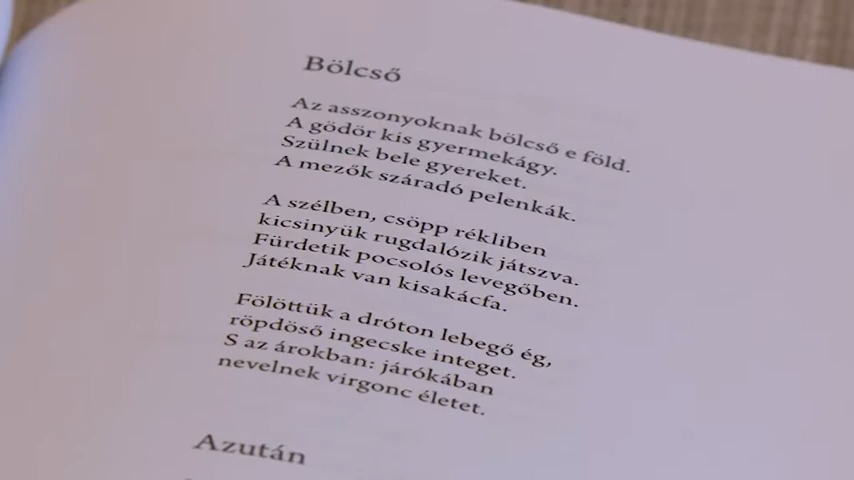 Bölcső
Az asszonyoknak bölcső e föld.
A gödör kis gyermekágy.
Szülnek bele gyereket.
A mezők száradó pelenkák.
A szélben, csöpp rékliben
kicsinyük rugdalózik játszva.
Fürdetik pocsolós levegőben.
Játéknak van kisakácfa.
Fölöttük a dróton lebegő ég,
röpdöső ingecske integet.
S az árokban: járókában
nevelnek virgonc életet.
Azután